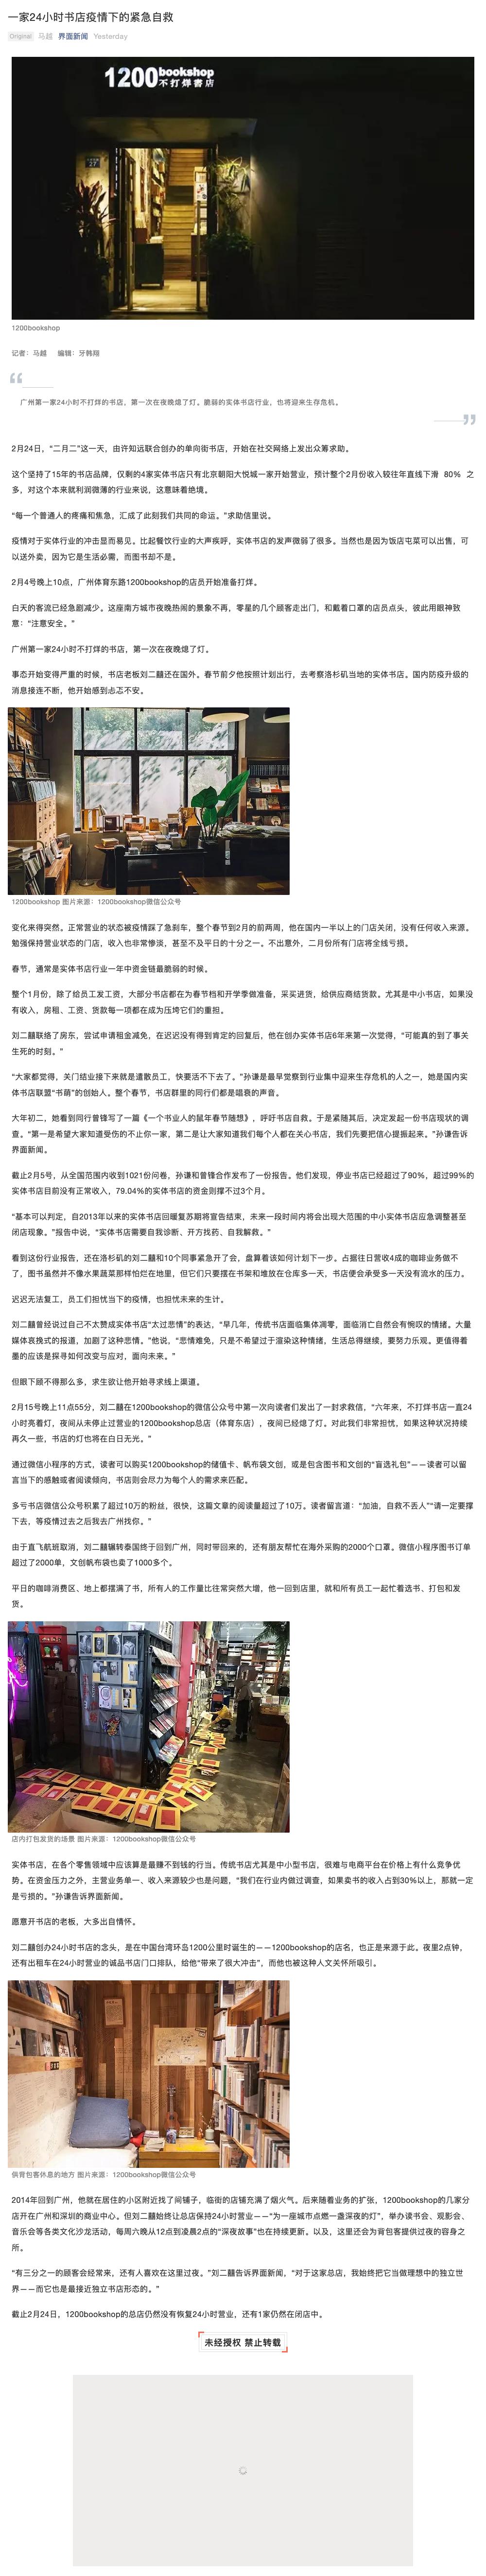 一家24小时书店疫情下的紧急自救
Original 马越 界面新闻 Yesterday
1200bookshop
不打烊书店
27
1200bookshop
记者：马越 编辑：牙韩翔
“
广州第一家24小时不打烊的书店，第一次在夜晚熄了灯。脆弱的实体书店行业，也将迎来生存危机。
”
2月24日，“二月二”这一天，由许知远联合创办的单向街书店，开始在社交网络上发出众筹求助。
这个坚持了15年的书店品牌，仅剩的4家实体书店只有北京朝阳大悦城一家开始营业，预计整个2月份收入较往年直线下滑 80% 之
多，对这个本来就利润微薄的行业来说，这意味着绝境。
“每一个普通人的疼痛和焦急，汇成了此刻我们共同的命运。”求助信里说。
疫情对于实体行业的冲击显而易见。比起餐饮行业的大声疾呼，实体书店的发声微弱了很多。当然也是因为饭店屯菜可以出售，可
以送外卖，因为它是生活必需，而图书却不是。
2月4号晚上10点，广州体育东路1200bookshop的店员开始准备打烊。
白天的客流已经急剧减少。这座南方城市夜晚热闹的景象不再，零星的几个顾客走出门，和戴着口罩的店员点头，彼此用眼神致
意：“注意安全。”
广州第一家24小时不打烊的书店，第一次在夜晚熄了灯。
事态开始变得严重的时候，书店老板刘二囍还在国外。春节前夕他按照计划出行，去考察洛杉矶当地的实体书店。国内防疫升级的
消息接连不断，他开始感到忐忑不安。
1200bookshop 图片来源：1200bookshop微信公众号
变化来得突然。正常营业的状态被疫情踩了急刹车，整个春节到2月的前两周，他在国内一半以上的门店关闭，没有任何收入来源。
勉强保持营业状态的门店，收入也非常惨淡，甚至不及平日的十分之一。不出意外，二月份所有门店将全线亏损。
春节，通常是实体书店行业一年中资金链最脆弱的时候。
整个1月份，除了给员工发工资，大部分书店都在为春节档和开学季做准备，采买进货，给供应商结货款。尤其是中小书店，如果没
有收入，房租、工资、货款每一项都在成为压垮它们的重担。
刘二囍联络了房东，尝试申请租金减免，在迟迟没有得到肯定的回复后，他在创办实体书店6年来第一次觉得，“可能真的到了事关
生死的时刻。”
“大家都觉得，关门结业接下来就是遣散员工，快要活不下去了。”孙谦是最早觉察到行业集中迎来生存危机的人之一，她是国内实
体书店联盟“书萌”的创始人。整个春节，书店群里的同行们都是唱衰的声音。
大年初二，她看到同行曾锋写了一篇《一个书业人的鼠年春节随想》，呼吁书店自救。于是紧随其后，决定发起一份书店现状的调
查。“第一是希望大家知道受伤的不止你一家，第二是让大家知道我们每个人都在关心书店，我们先要把信心提振起来。”孙谦告诉
界面新闻。
截止2月5号，从全国范围内收到1021份问卷，孙谦和曾锋合作发布了一份报告。他们发现，停业书店已经超过了90%，超过99%的
实体书店目前没有正常收入，79.04%的实体书店的资金则撑不过3个月。
“基本可以判定，自2013年以来的实体书店回暖复苏期将宣告结束，未来一段时间内将会出现大范围的中小实体书店应急调整甚至
闭店现象。”报告中说，“实体书店需要自我诊断、开方抗疫、自我解救。”
看到这份行业报告，还在洛杉矶的刘二囍和10个同事紧急开了会，盘算着该如何计划下一步。占据往日营收4成的咖啡业务做不
了，图书虽然并不像水果蔬菜那样怕烂在地里，但它们只要摆在书架和堆放在仓库多一天，书店便会承受多一天没有流水的压力。
迟迟无法复工，员工们担忧当下的疫情，也担忧未来的生计。
刘二囍曾经说过自己不太赞成实体书店“太过悲情”的表达，“早几年，传统书店面临集体凋零，面临消亡自然会有惋叹的情绪。大量
媒体哀挽式的报道，加剧了这种悲情。”他说，“悲情难免，只是不希望过于渲染这种情绪，生活总得继续，要努力乐观。更值得着
墨的应该是探寻如何改变与应对，面向未来。”
但眼下顾不得那么多，求生欲让他开始寻求线上渠道。
2月15号晚上11点55分，刘二囍在1200bookshop的微信公众号中第一次向读者们发出了一封求救信，“六年来，不打烊书店一直24
小时亮着灯，夜间从未停止过营业的1200bookshop总店（体育东店），夜间已经熄了灯。对此我们非常担忧，如果这种状况持续
再久一些，书店的灯也将在白日无光。”
通过微信小程序的方式，读者可以购买1200bookshop的储值卡、帆布袋文创，或是包含图书和文创的“盲选礼包”——读者可以留
言当下的感触或者阅读倾向，书店则会尽力为每个人的需求来匹配。
多亏书店微信公众号积累了超过10万的粉丝，很快，这篇文章的阅读量超过了10万。读者留言道：“加油，自救不丢人”“请一定要撑
下去，等疫情过去之后我去广州找你。”
由于直飞航班取消，刘二囍辗转泰国终于回到广州，同时带回来的，还有朋友帮忙在海外采购的2000个口罩。微信小程序图书订单
超过了2000单，文创帆布袋也卖了1000多个。
平日的咖啡消费区、地上都摆满了书，所有人的工作量比往常突然大增，他一回到店里，就和所有员工一起忙着选书、打包和发
货。
店内打包发货的场景 图片来源：1200bookshop微信公众号
实体书店，在各个零售领域中应该算是最赚不到钱的行当。传统书店尤其是中小型书店，很难与电商平台在价格上有什么竞争优
势。在资金压力之外，主营业务单一、收入来源较少也是问题，“我们在行业内做过调查，如果卖书的收入占到30%以上，那就一定
是亏损的。”孙谦告诉界面新闻。
愿意开书店的老板，大多出自情怀。
刘二囍创办24小时书店的念头，是在中国台湾环岛1200公里时诞生的——1200bookshop的店名，也正是来源于此。夜里2点钟，
还有出租车在24小时营业的诚品书店门口排队，给他“带来了很大冲击”，而他也被这种人文关怀所吸引。
供背包客休息的地方 图片来源：1200bookshop微信公众号
2014年回到广州，他就在居住的小区附近找了间铺子，临街的店铺充满了烟火气。后来随着业务的扩张，1200bookshop的几家分
店开在广州和深圳的商业中心。但刘二囍始终让总店保持24小时营业——“为一座城市点燃一盏深夜的灯”，举办读书会、观影会、
音乐会等各类文化沙龙活动，每周六晚从12点到凌晨2点的“深夜故事”也在持续更新。以及，这里还会为背包客提供过夜的容身之
所。
“有三分之一的顾客会经常来，还有人喜欢在这里过夜。”刘二囍告诉界面新闻，“对于这家总店，我始终把它当做理想中的独立世
界——而它也是最接近独立书店形态的。”
截止2月24日，1200bookshop的总店仍然没有恢复24小时营业，还有1家仍然在闭店中。
未经授权 禁止转载